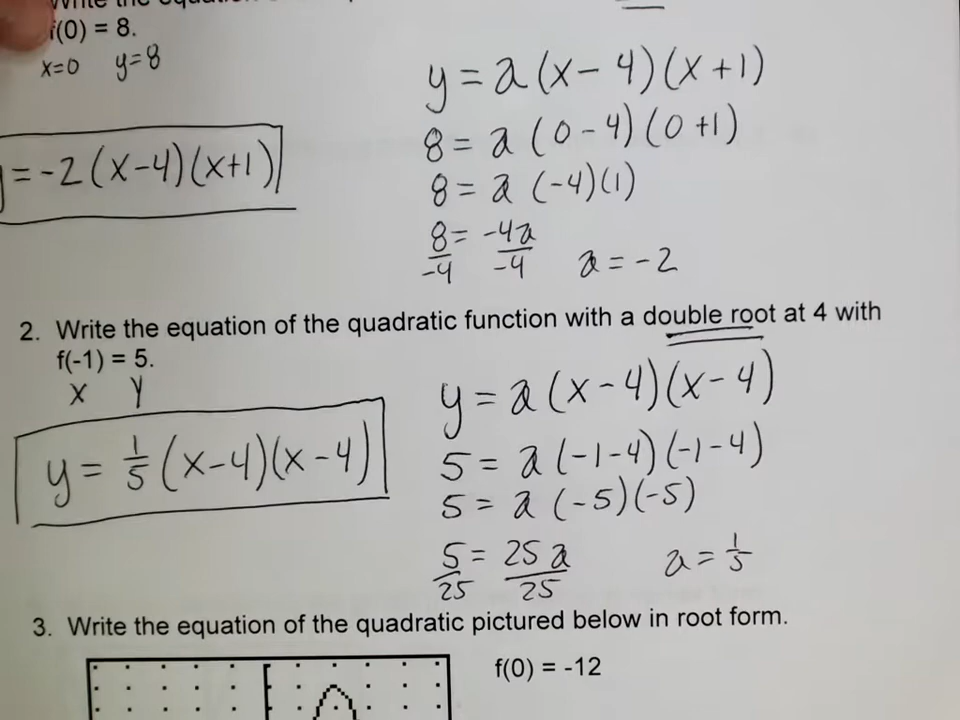 f(0) = 8.
x=0 y=8
y = a(x-4)(x+1)
8 = a(0-4)(0+1)
8 = a(-4)(1)
8 = -4a
-4 -4 a = -2
= -2(x-4)(x+1)
2. Write the equation of the quadratic function with a double root at 4 with
f(-1) = 5.
X Y
y = a(x-4)(x-4)
5 = a(-1-4)(-1-4)
5 = a(-5)(-5)
5 = 25a
25 25 a = 1/5
y = 1/5 (x-4)(x-4)
3. Write the equation of the quadratic pictured below in root form.
f(0) = -12